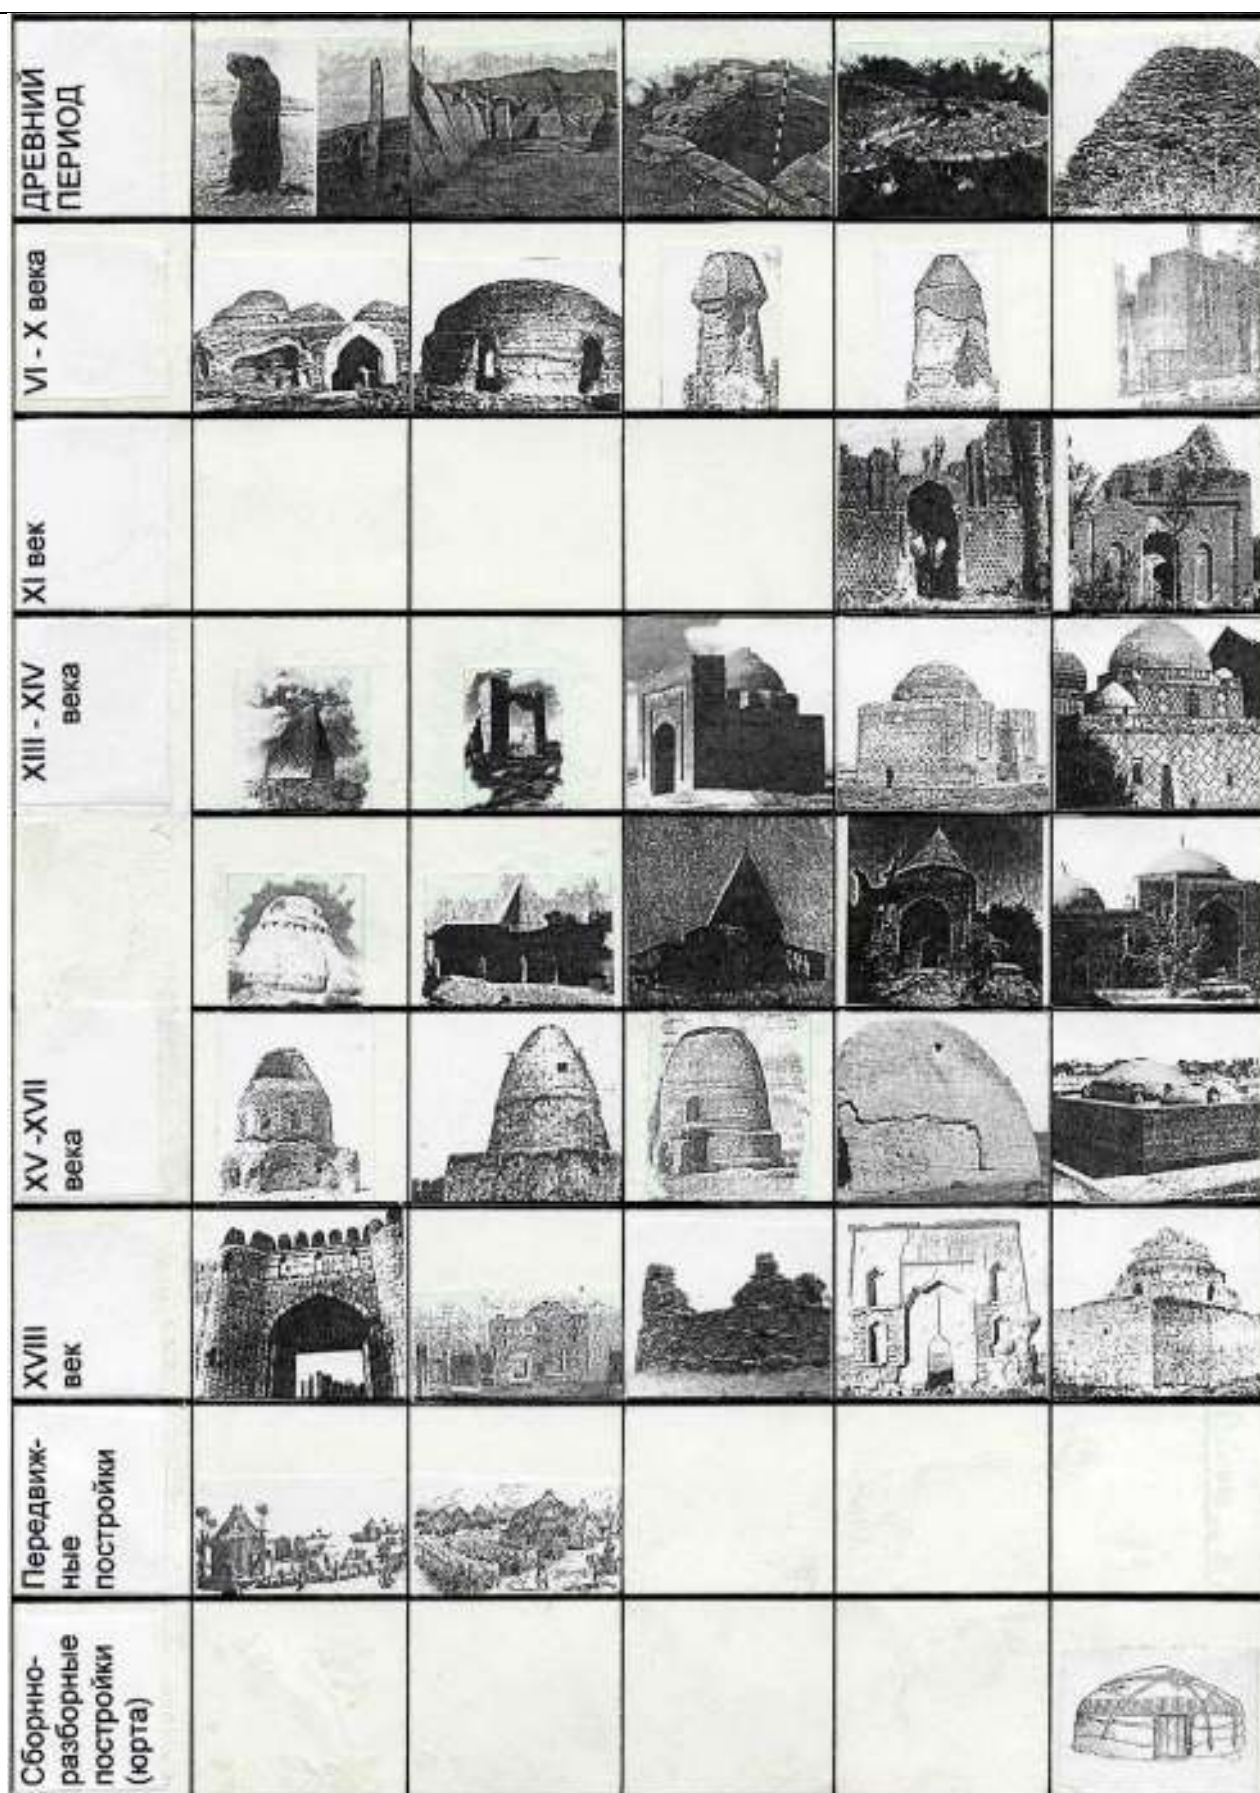 ДРЕВНИЙ
ПЕРИОД
VI - X века
XI век
XIII - XIV
века
XV -XVII
века
XVIII
век
Передвиж-
ные
постройки
Сборнно-
разборные
постройки
(юрта)